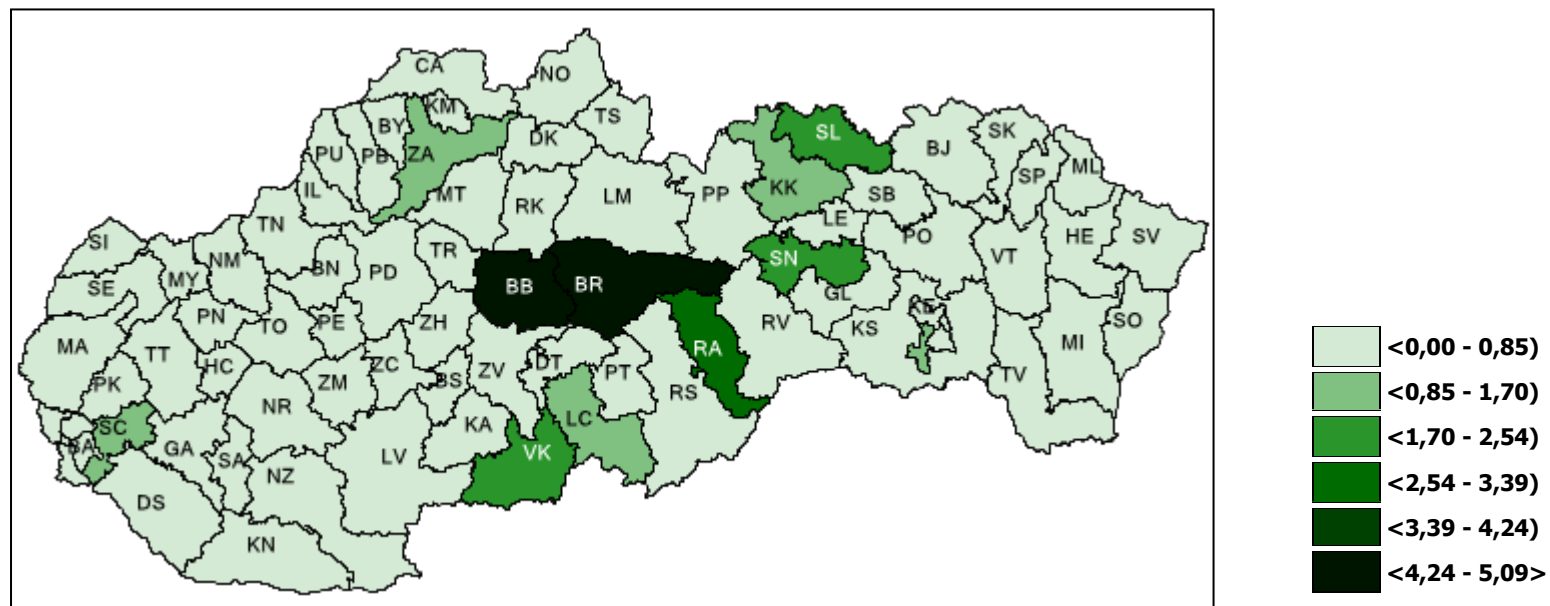 CA
NO
KM
TS
BY
DK
SL
SK
PU
PB
ZA
BJ
ML
SP
IL
MT
RK
LM
PP
KK
SB
TN
LE
SI
TR
PO
HE
SV
NM
BN
PD
SN
VT
MY
SE
BB
BR
GL
KE
PN
TO
PE
ZH
RV
KS
SO
MA
TT
HC
ZC
ZV
DT
RA
MI
PK
ZM
BS
PT
TV
NR
RS
SC
KA
LC
BA
GA
SA
LV
VK
NZ
DS
KN
<0,00 - 0,85)
<0,85 - 1,70)
<1,70 - 2,54)
<2,54 - 3,39)
<3,39 - 4,24)
<4,24 - 5,09>